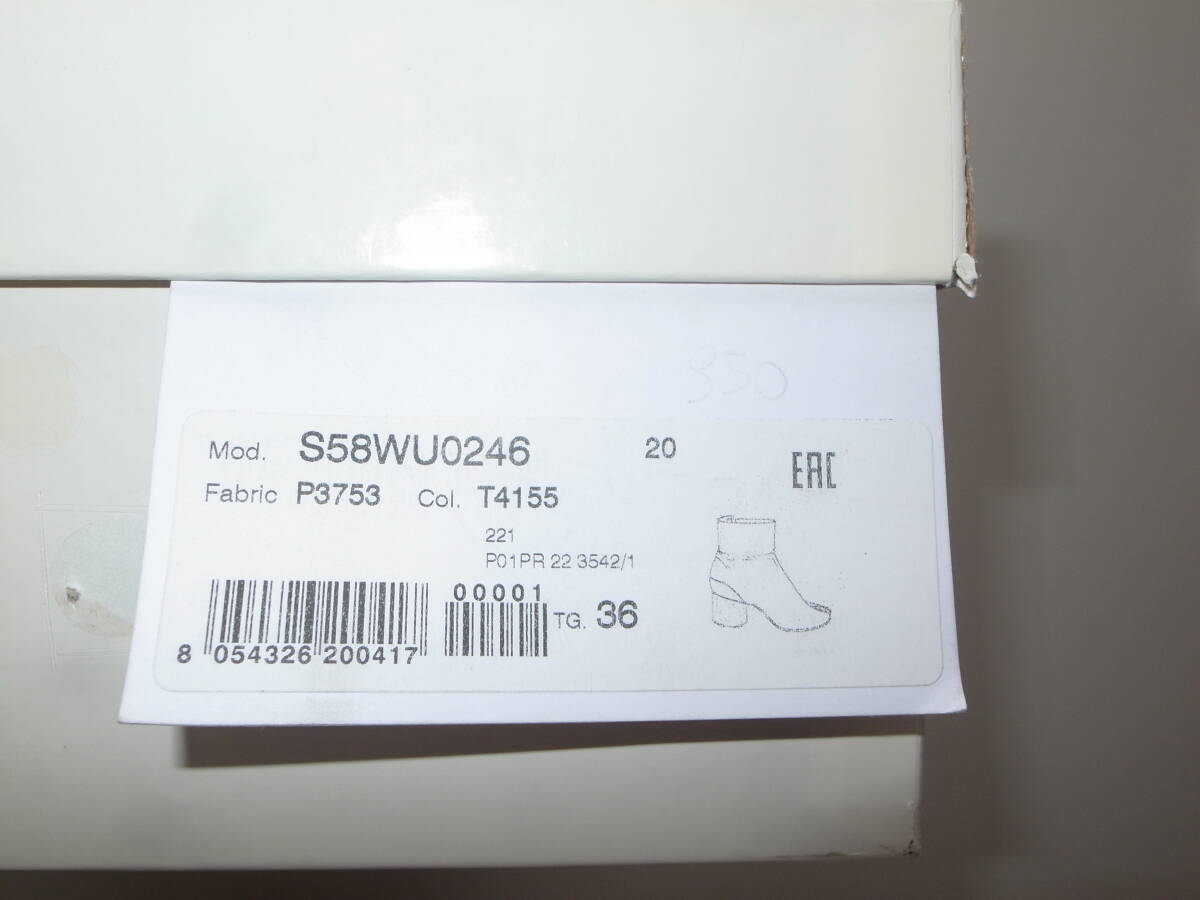 350
Mod. S58WU0246 20
EAC
Fabric P3753 Col. T4155
221
P01PR 22 3542/1
00001
TG. 36
8 054326 200417